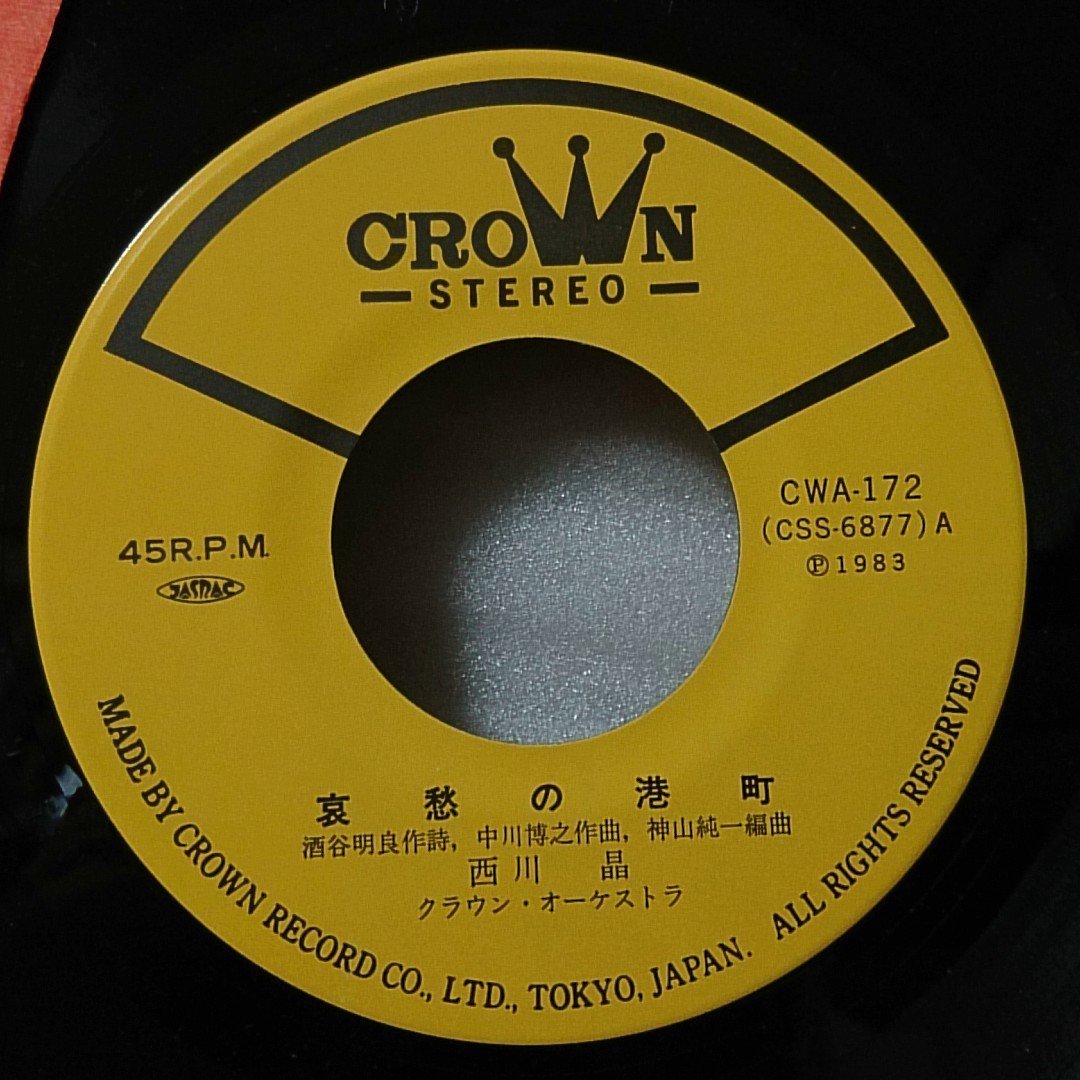 CROWN
STEREO
CWA-172
(CSS-6877) A
Ⓟ1983
45R.P.M.
JASRAC
哀愁の港町
酒谷明良作詩, 中川博之作曲, 神山純一編曲
西川 晶
クラウン・オーケストラ
MADE BY CROWN RECORD CO., LTD., TOKYO, JAPAN. ALL RIGHTS RESERVED